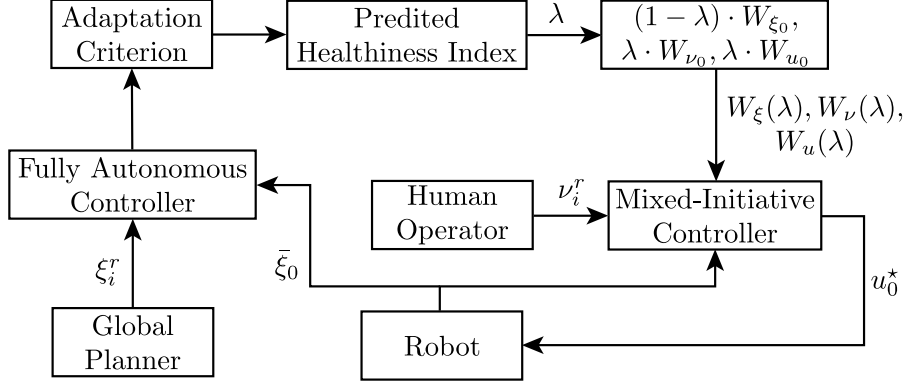 Adaptation
Criterion
Predited
Healthiness Index
λ
(1 − λ) · W_{ξ_0},
λ · W_{ν_0}, λ · W_{u_0}
W_ξ(λ), W_ν(λ),
W_u(λ)
Fully Autonomous
Controller
Human
Operator
ν_i^r
Mixed-Initiative
Controller
ξ_i^r
ξ̄_0
u_0^⋆
Global
Planner
Robot